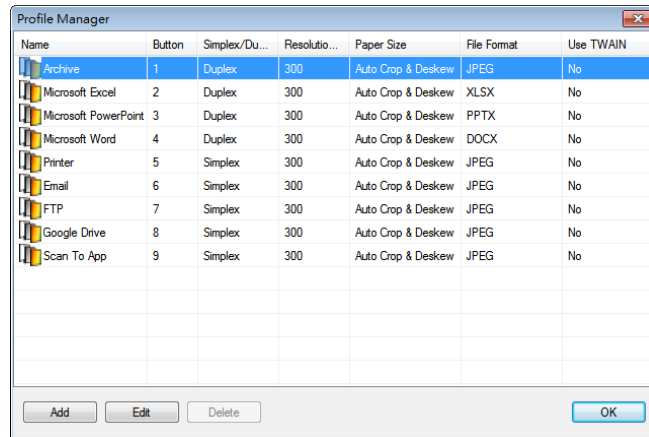 Profile Manager
Name Button Simplex/Du... Resolutio... Paper Size File Format Use TWAIN
Archive 1 Duplex 300 Auto Crop & Deskew JPEG No
Microsoft Excel 2 Duplex 300 Auto Crop & Deskew XLSX No
Microsoft PowerPoint 3 Duplex 300 Auto Crop & Deskew PPTX No
Microsoft Word 4 Duplex 300 Auto Crop & Deskew DOCX No
Printer 5 Simplex 300 Auto Crop & Deskew JPEG No
Email 6 Simplex 300 Auto Crop & Deskew JPEG No
FTP 7 Simplex 300 Auto Crop & Deskew JPEG No
Google Drive 8 Simplex 300 Auto Crop & Deskew JPEG No
Scan To App 9 Simplex 300 Auto Crop & Deskew JPEG No
Add Edit Delete OK